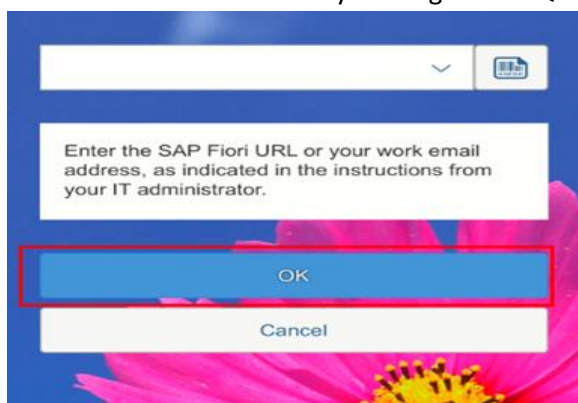 Enter the SAP Fiori URL or your work email
address, as indicated in the instructions from
your IT administrator.
OK
Cancel